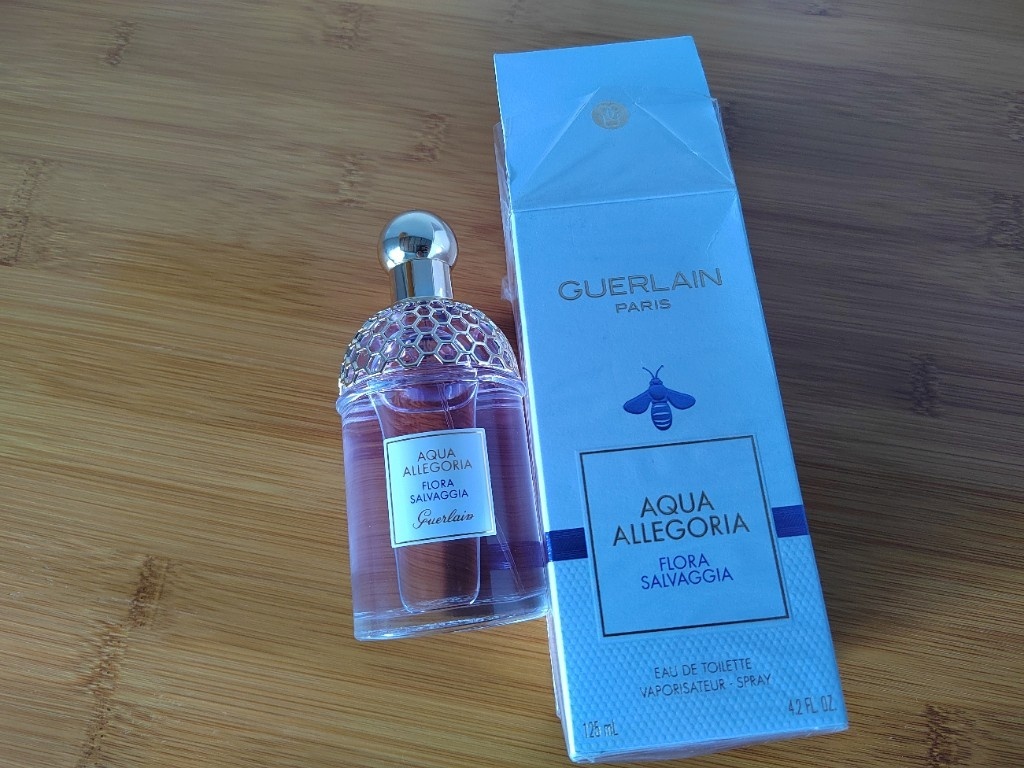 AQUA
ALLEGORIA
FLORA
SALVAGGIA
Guerlain
GUERLAIN
PARIS
AQUA
ALLEGORIA
FLORA
SALVAGGIA
EAU DE TOILETTE
VAPORISATEUR - SPRAY
125 mL
4.2 FL. OZ.